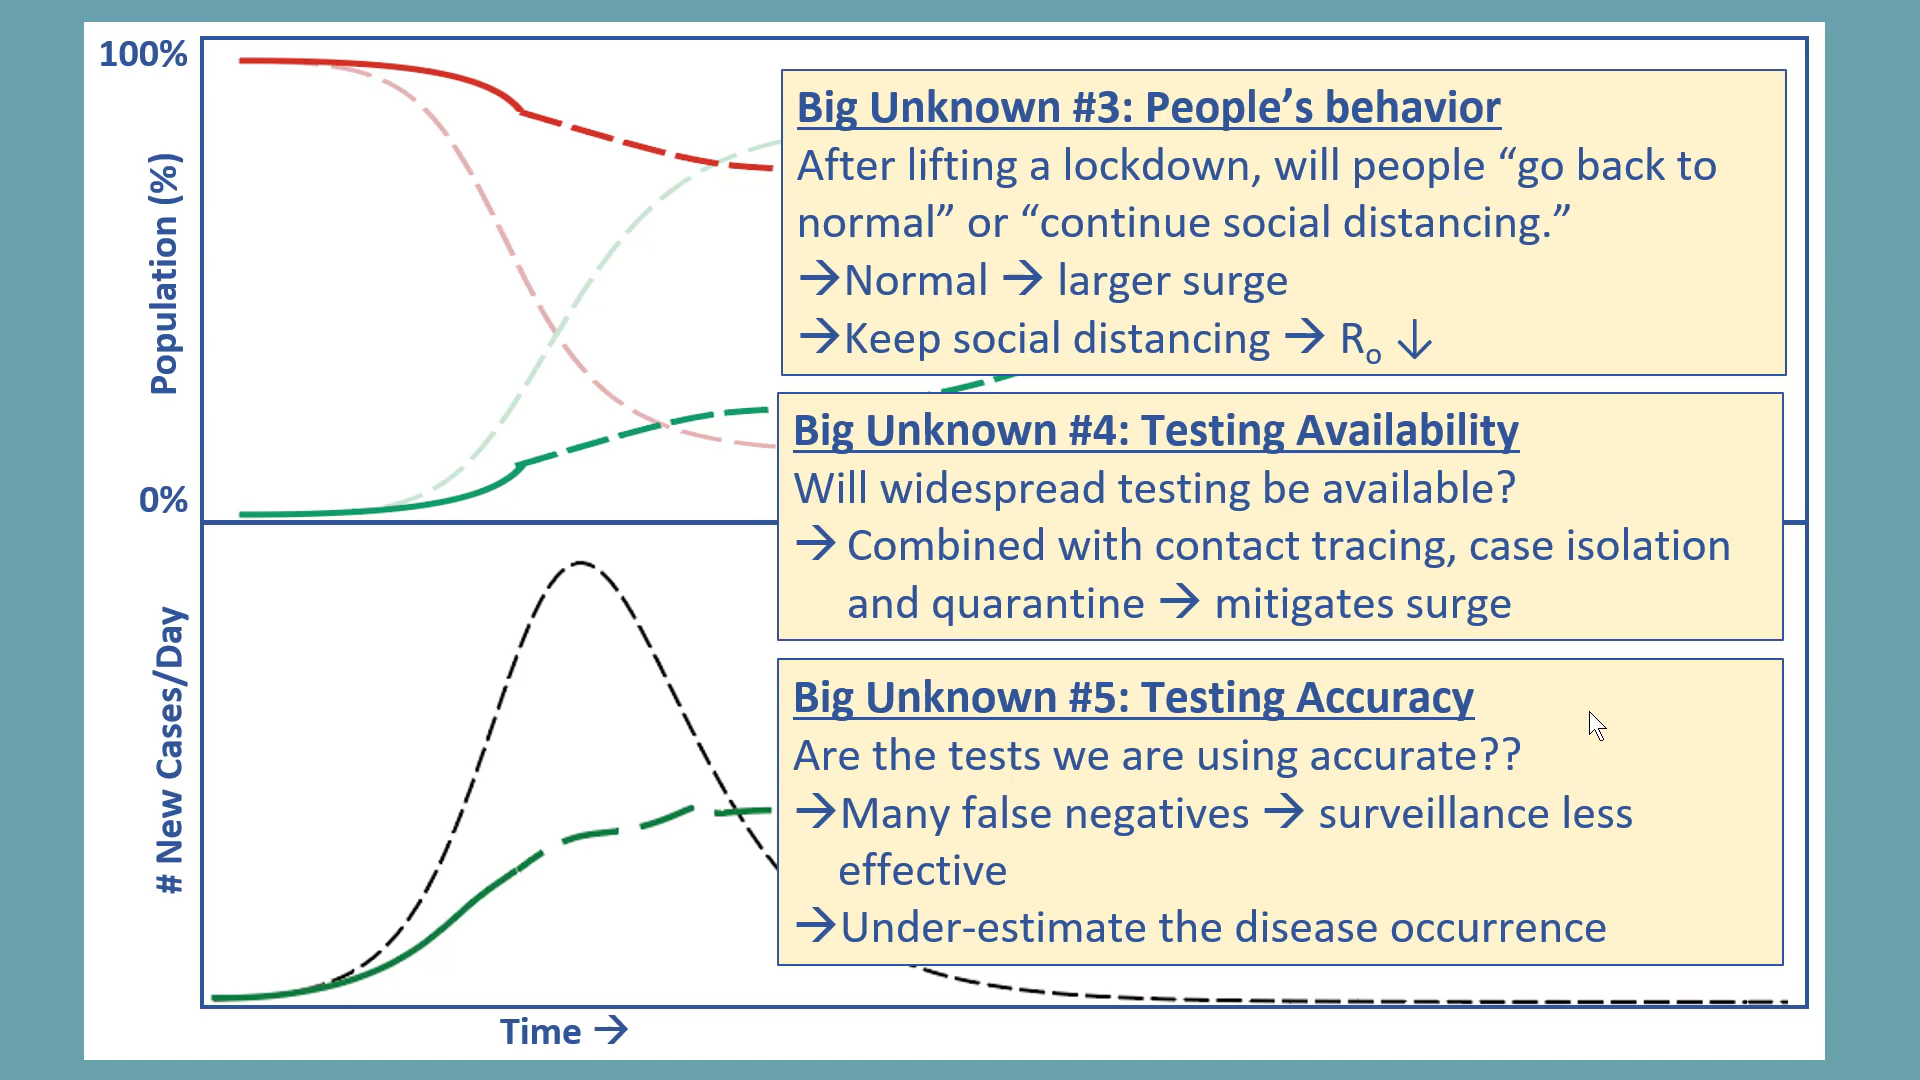 100%
Population (%)
0%
# New Cases/Day
Time →
Big Unknown #3: People’s behavior
After lifting a lockdown, will people “go back to
normal” or “continue social distancing.”
→Normal → larger surge
→Keep social distancing → Ro ↓
Big Unknown #4: Testing Availability
Will widespread testing be available?
→ Combined with contact tracing, case isolation
and quarantine → mitigates surge
Big Unknown #5: Testing Accuracy
Are the tests we are using accurate??
→Many false negatives → surveillance less
effective
→Under-estimate the disease occurrence